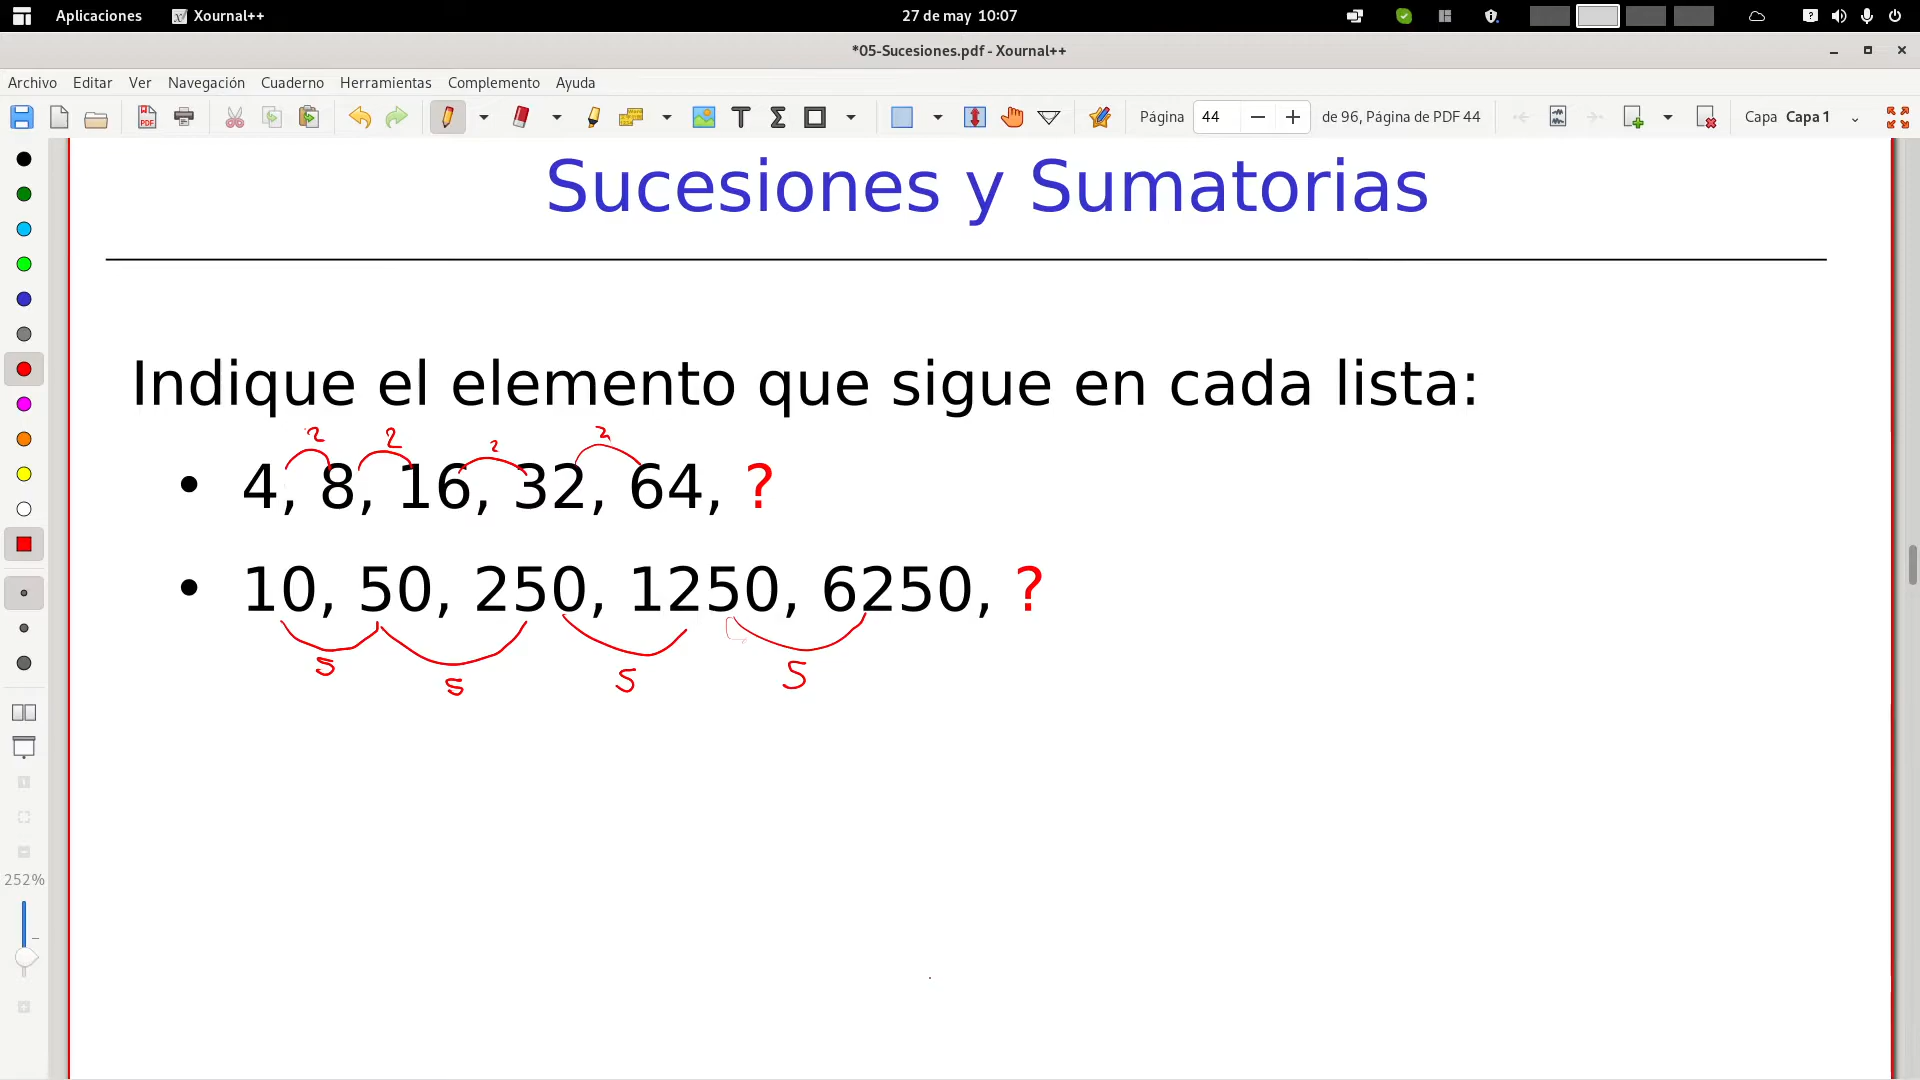 Aplicaciones Xournal++ 27 de may 10:07
*05-Sucesiones.pdf - Xournal++
Archivo Editar Ver Navegación Cuaderno Herramientas Complemento Ayuda
Página 44 de 96, Página de PDF 44 Capa Capa 1
Sucesiones y Sumatorias
Indique el elemento que sigue en cada lista:
2 2 2 2
• 4, 8, 16, 32, 64, ?
• 10, 50, 250, 1250, 6250, ?
5 5 5 5
252%